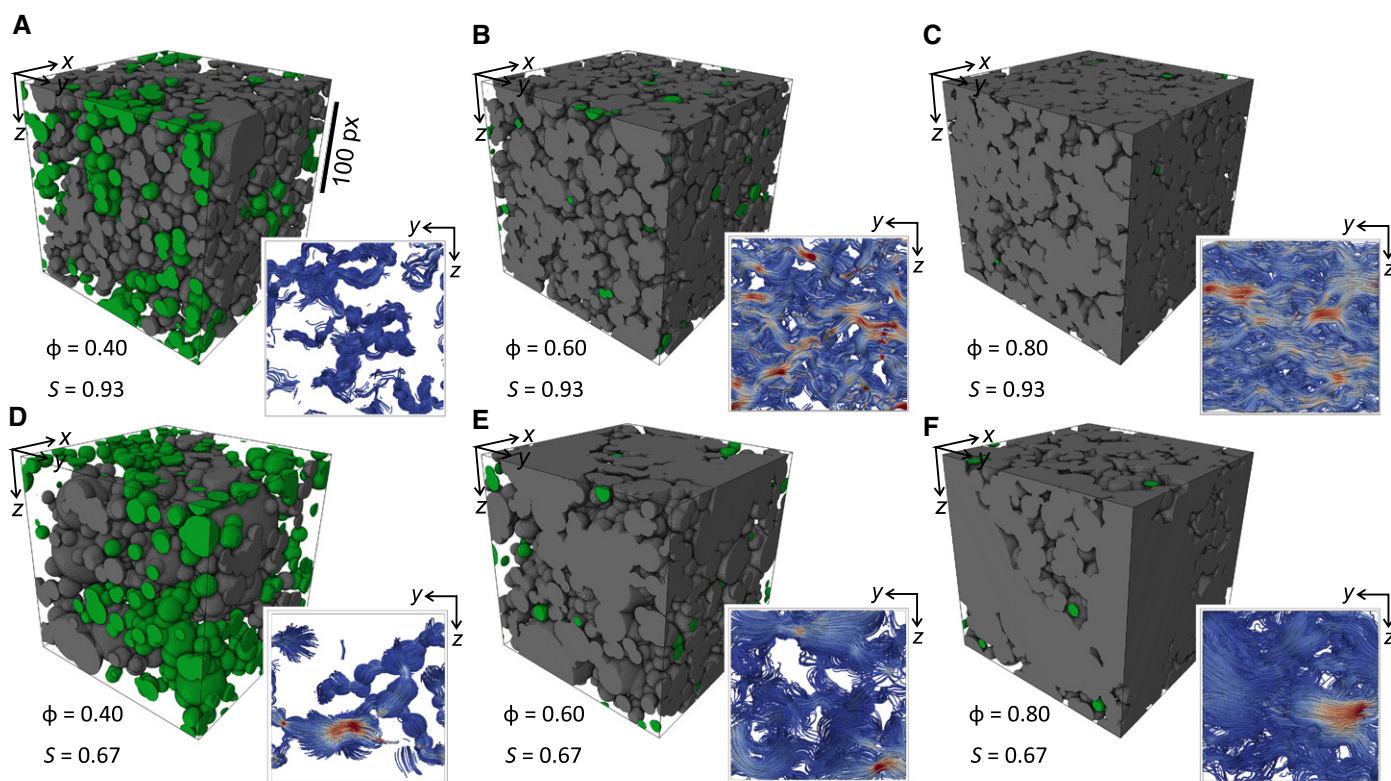 A
x
y
z
100 px
y
z
ϕ = 0.40
S = 0.93
B
x
y
z
y
z
ϕ = 0.60
S = 0.93
C
x
y
z
y
z
ϕ = 0.80
S = 0.93
D
x
y
z
y
z
ϕ = 0.40
S = 0.67
E
x
y
z
y
z
ϕ = 0.60
S = 0.67
F
x
y
z
y
z
ϕ = 0.80
S = 0.67